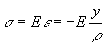 σ = E ε = −E y/ρ